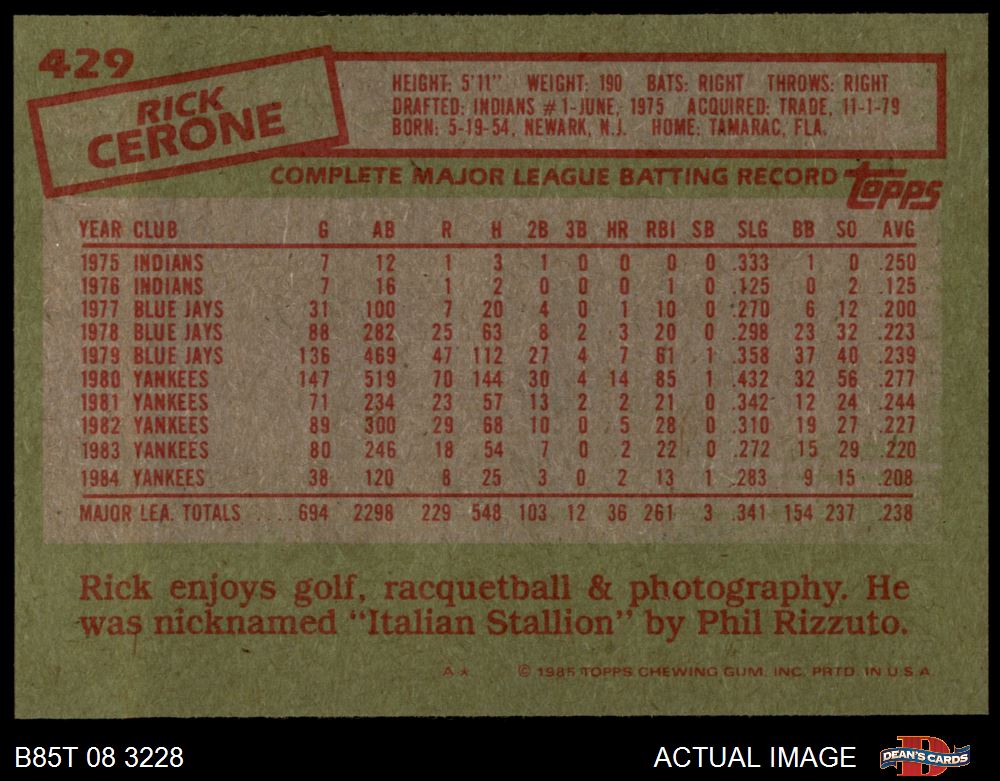 429
RICK
CERONE
HEIGHT: 5'11" WEIGHT: 190 BATS: RIGHT THROWS: RIGHT
DRAFTED: INDIANS #1-JUNE, 1975 ACQUIRED: TRADE, 11-1-79
BORN: 5-19-54, NEWARK, N.J. HOME: TAMARAC, FLA.
COMPLETE MAJOR LEAGUE BATTING RECORD topps
YEAR CLUB G AB R H 2B 3B HR RBI SB SLG BB SO AVG
1975 INDIANS 7 12 1 3 1 0 0 0 0 .333 1 0 .250
1976 INDIANS 7 16 1 2 0 0 0 1 0 .125 0 2 .125
1977 BLUE JAYS 31 100 7 20 4 0 1 10 0 .270 6 12 .200
1978 BLUE JAYS 88 282 25 63 8 2 3 20 0 .298 23 32 .223
1979 BLUE JAYS 136 469 47 112 27 4 7 61 1 .358 37 40 .239
1980 YANKEES 147 519 70 144 30 4 14 85 1 .432 32 56 .277
1981 YANKEES 71 234 23 57 13 2 2 21 0 .342 12 24 .244
1982 YANKEES 89 300 29 68 10 0 5 28 0 .310 19 27 .227
1983 YANKEES 80 246 18 54 7 0 2 22 0 .272 15 29 .220
1984 YANKEES 38 120 8 25 3 0 2 13 1 .283 9 15 .208
MAJOR LEA. TOTALS .... 694 2298 229 548 103 12 36 261 3 .341 154 237 .238
Rick enjoys golf, racquetball & photography. He
was nicknamed "Italian Stallion" by Phil Rizzuto.
A* © 1985 TOPPS CHEWING GUM, INC. PRTD. IN U.S.A.
B85T 08 3228 ACTUAL IMAGE DEAN'S CARDS